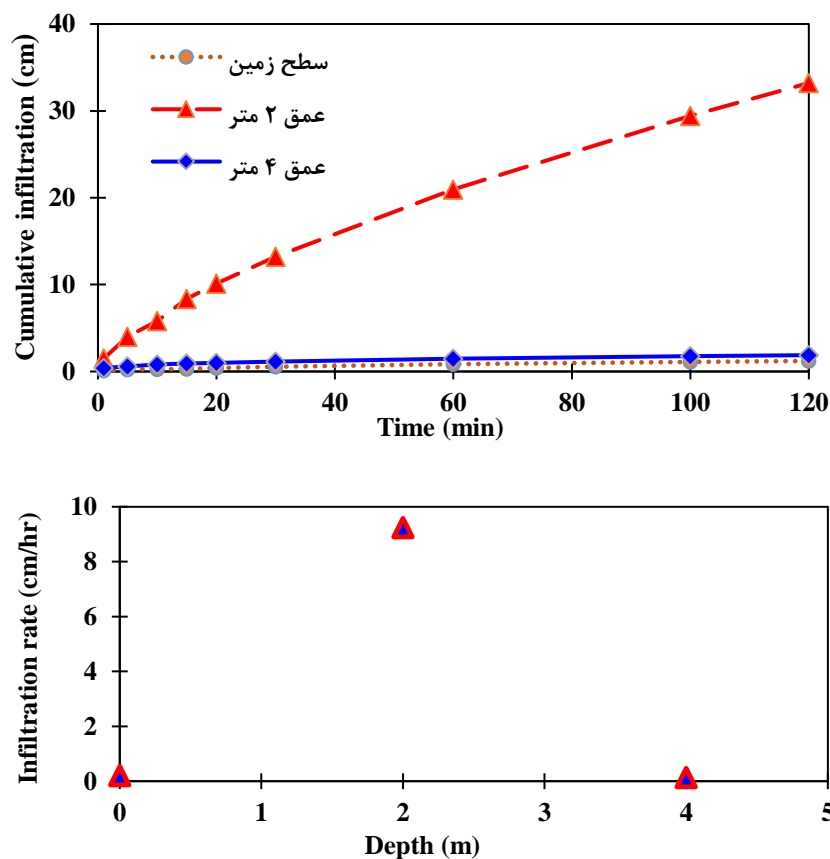 Cumulative infiltration (cm)
40
30
20
10
0
سطح زمین
عمق ۲ متر
عمق ۴ متر
0 20 40 60 80 100 120
Time (min)
Infiltration rate (cm/hr)
10
8
6
4
2
0
0 1 2 3 4 5
Depth (m)